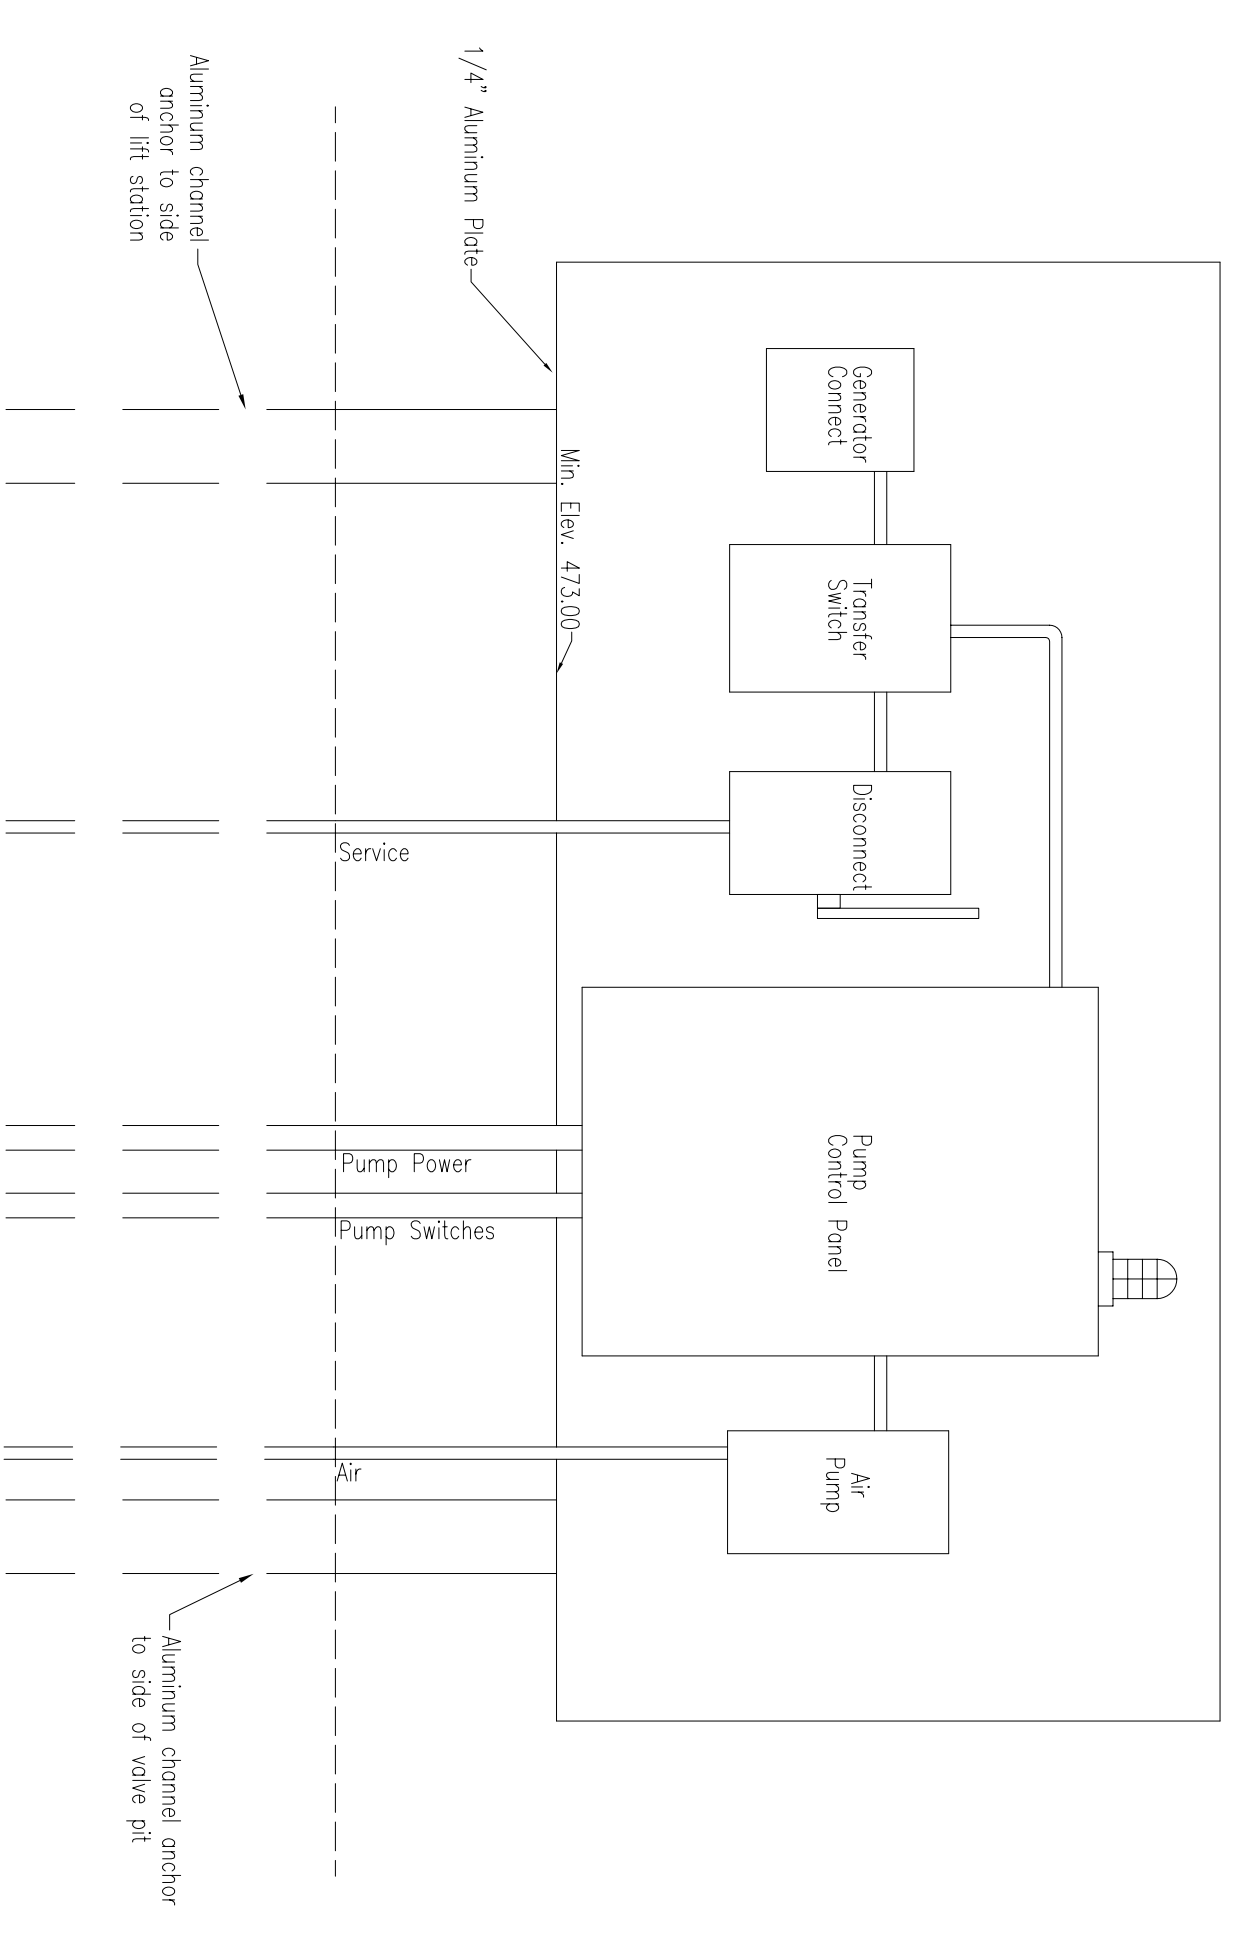 Generator
Connect
Transfer
Switch
Disconnect
Pump
Control Panel
Air
Pump
Min. Elev. 473.00
1/4" Aluminum Plate
Service
Pump Power
Pump Switches
Air
Aluminum channel
anchor to side
of lift station
Aluminum channel anchor
to side of valve pit